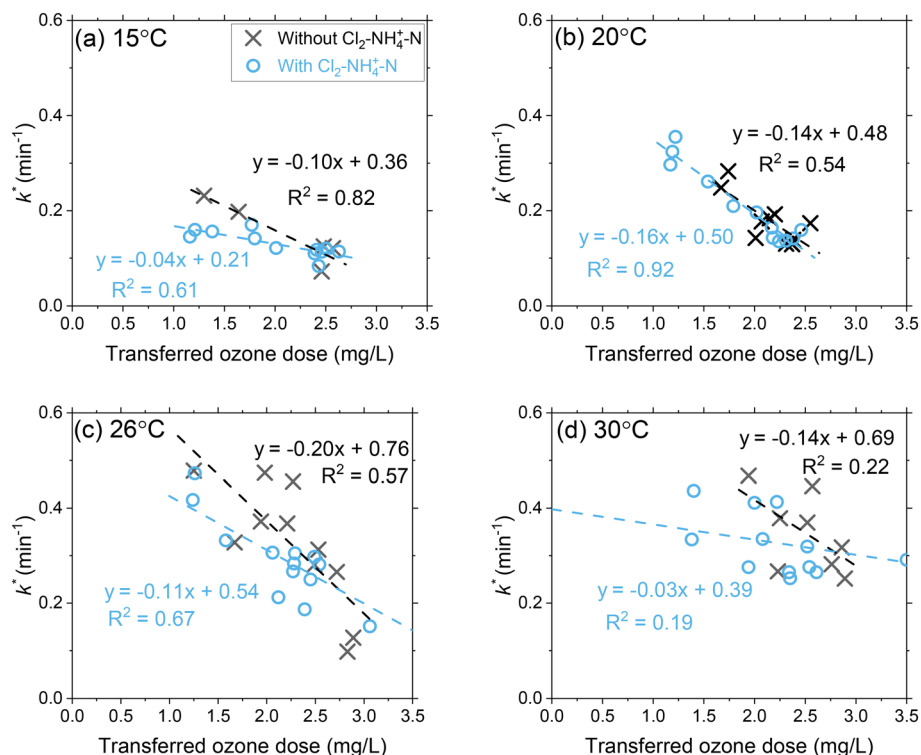 (a) 15°C
Without Cl₂-NH₄⁺-N
With Cl₂-NH₄⁺-N
y = -0.10x + 0.36
R² = 0.82
y = -0.04x + 0.21
R² = 0.61
0.6
0.4
0.2
0.0
k* (min⁻¹)
0.0 0.5 1.0 1.5 2.0 2.5 3.0 3.5
Transferred ozone dose (mg/L)
(b) 20°C
y = -0.14x + 0.48
R² = 0.54
y = -0.16x + 0.50
R² = 0.92
0.6
0.4
0.2
0.0
k* (min⁻¹)
0.0 0.5 1.0 1.5 2.0 2.5 3.0 3.5
Transferred ozone dose (mg/L)
(c) 26°C
y = -0.20x + 0.76
R² = 0.57
y = -0.11x + 0.54
R² = 0.67
0.6
0.4
0.2
0.0
k* (min⁻¹)
0.0 0.5 1.0 1.5 2.0 2.5 3.0 3.5
Transferred ozone dose (mg/L)
(d) 30°C
y = -0.14x + 0.69
R² = 0.22
y = -0.03x + 0.39
R² = 0.19
0.6
0.4
0.2
0.0
k* (min⁻¹)
0.0 0.5 1.0 1.5 2.0 2.5 3.0 3.5
Transferred ozone dose (mg/L)